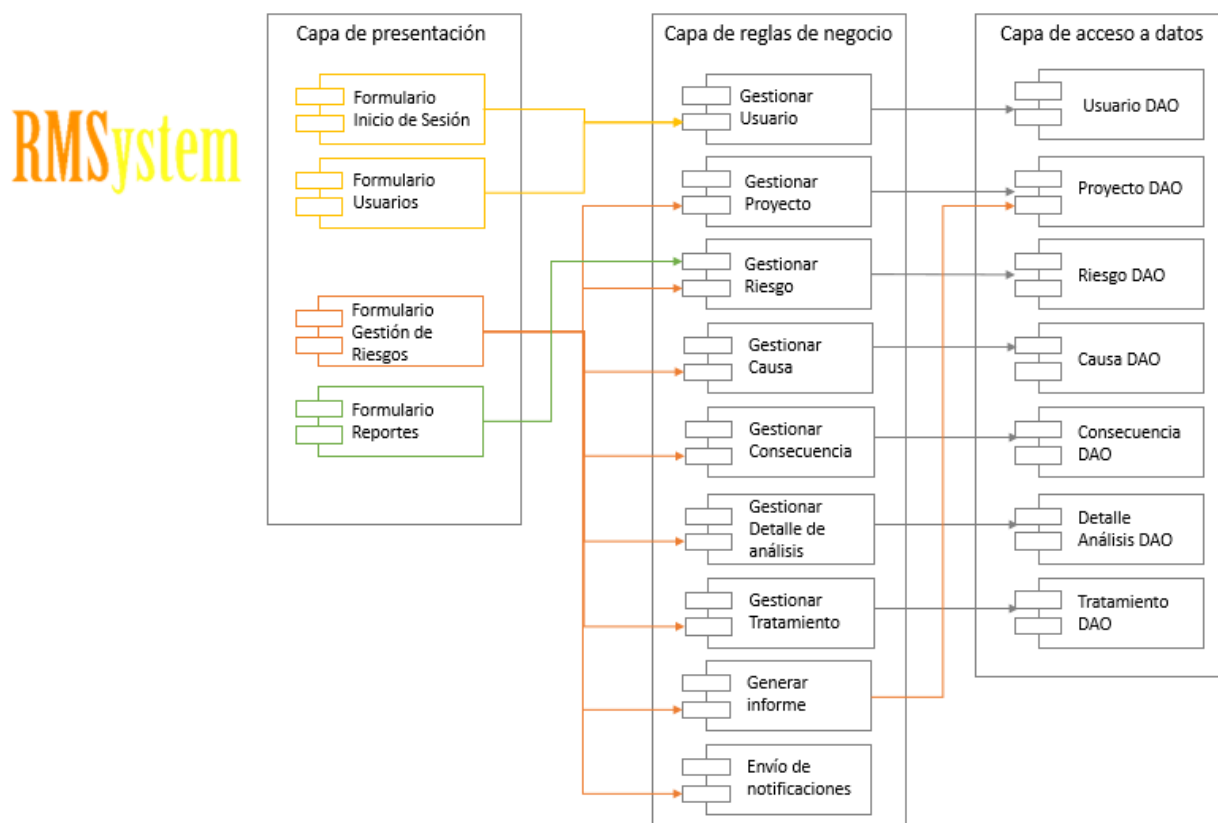 RMSystem
Capa de presentación
Formulario
Inicio de Sesión
Formulario
Usuarios
Formulario
Gestión de
Riesgos
Formulario
Reportes
Capa de reglas de negocio
Gestionar
Usuario
Gestionar
Proyecto
Gestionar
Riesgo
Gestionar
Causa
Gestionar
Consecuencia
Gestionar
Detalle de
análisis
Gestionar
Tratamiento
Generar
informe
Envío de
notificaciones
Capa de acceso a datos
Usuario DAO
Proyecto DAO
Riesgo DAO
Causa DAO
Consecuencia
DAO
Detalle
Análisis DAO
Tratamiento
DAO